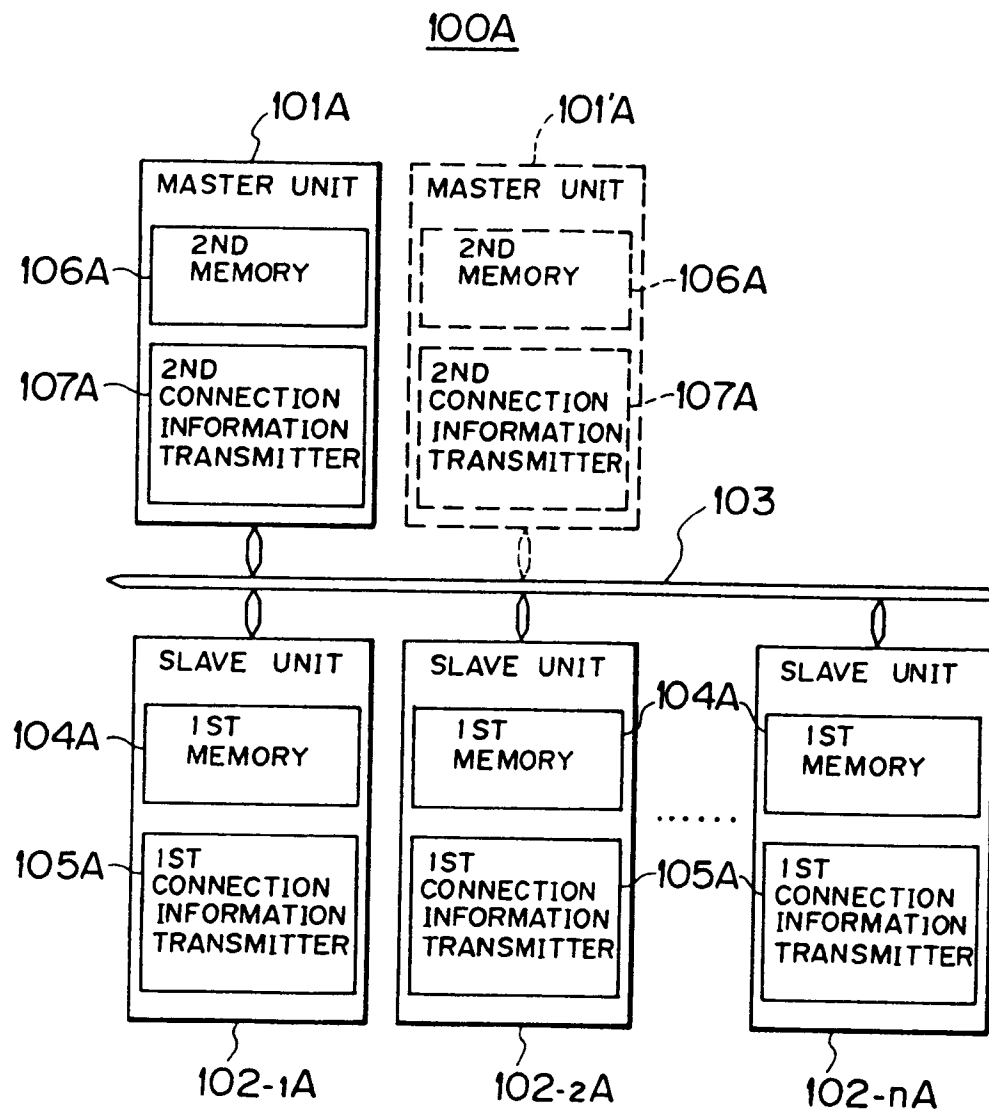 100A
101A
101'A
MASTER UNIT
2ND
MEMORY
106A
2ND
CONNECTION
INFORMATION
TRANSMITTER
107A
MASTER UNIT
2ND
MEMORY
106A
2ND
CONNECTION
INFORMATION
TRANSMITTER
107A
103
SLAVE UNIT
1ST
MEMORY
104A
1ST
CONNECTION
INFORMATION
TRANSMITTER
105A
SLAVE UNIT
1ST
MEMORY
104A
1ST
CONNECTION
INFORMATION
TRANSMITTER
105A
......
SLAVE UNIT
1ST
MEMORY
1ST
CONNECTION
INFORMATION
TRANSMITTER
102-1A
102-2A
102-nA